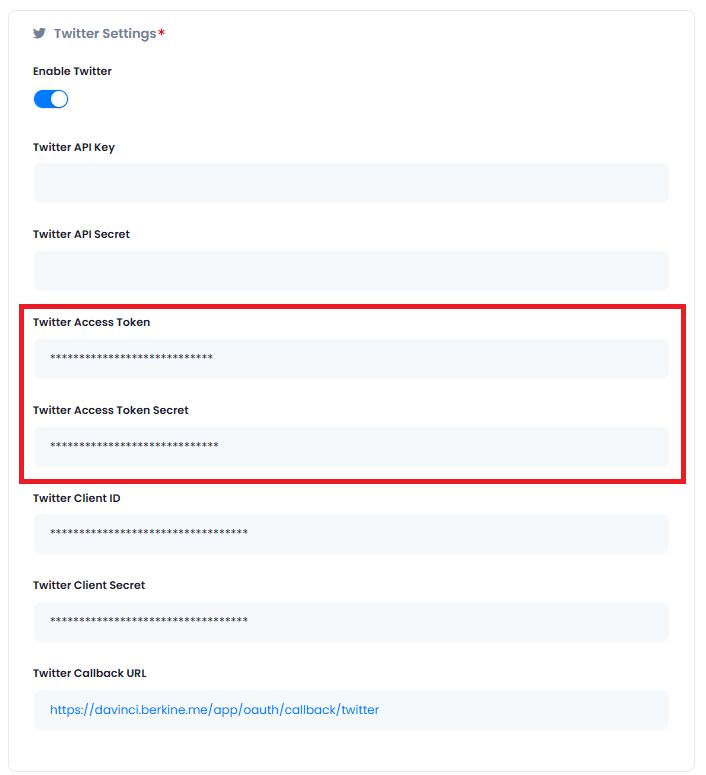 Twitter Settings*
Enable Twitter
Twitter API Key
Twitter API Secret
Twitter Access Token
****************************
Twitter Access Token Secret
*****************************
Twitter Client ID
**********************************
Twitter Client Secret
**********************************
Twitter Callback URL
https://davinci.berkine.me/app/oauth/callback/twitter